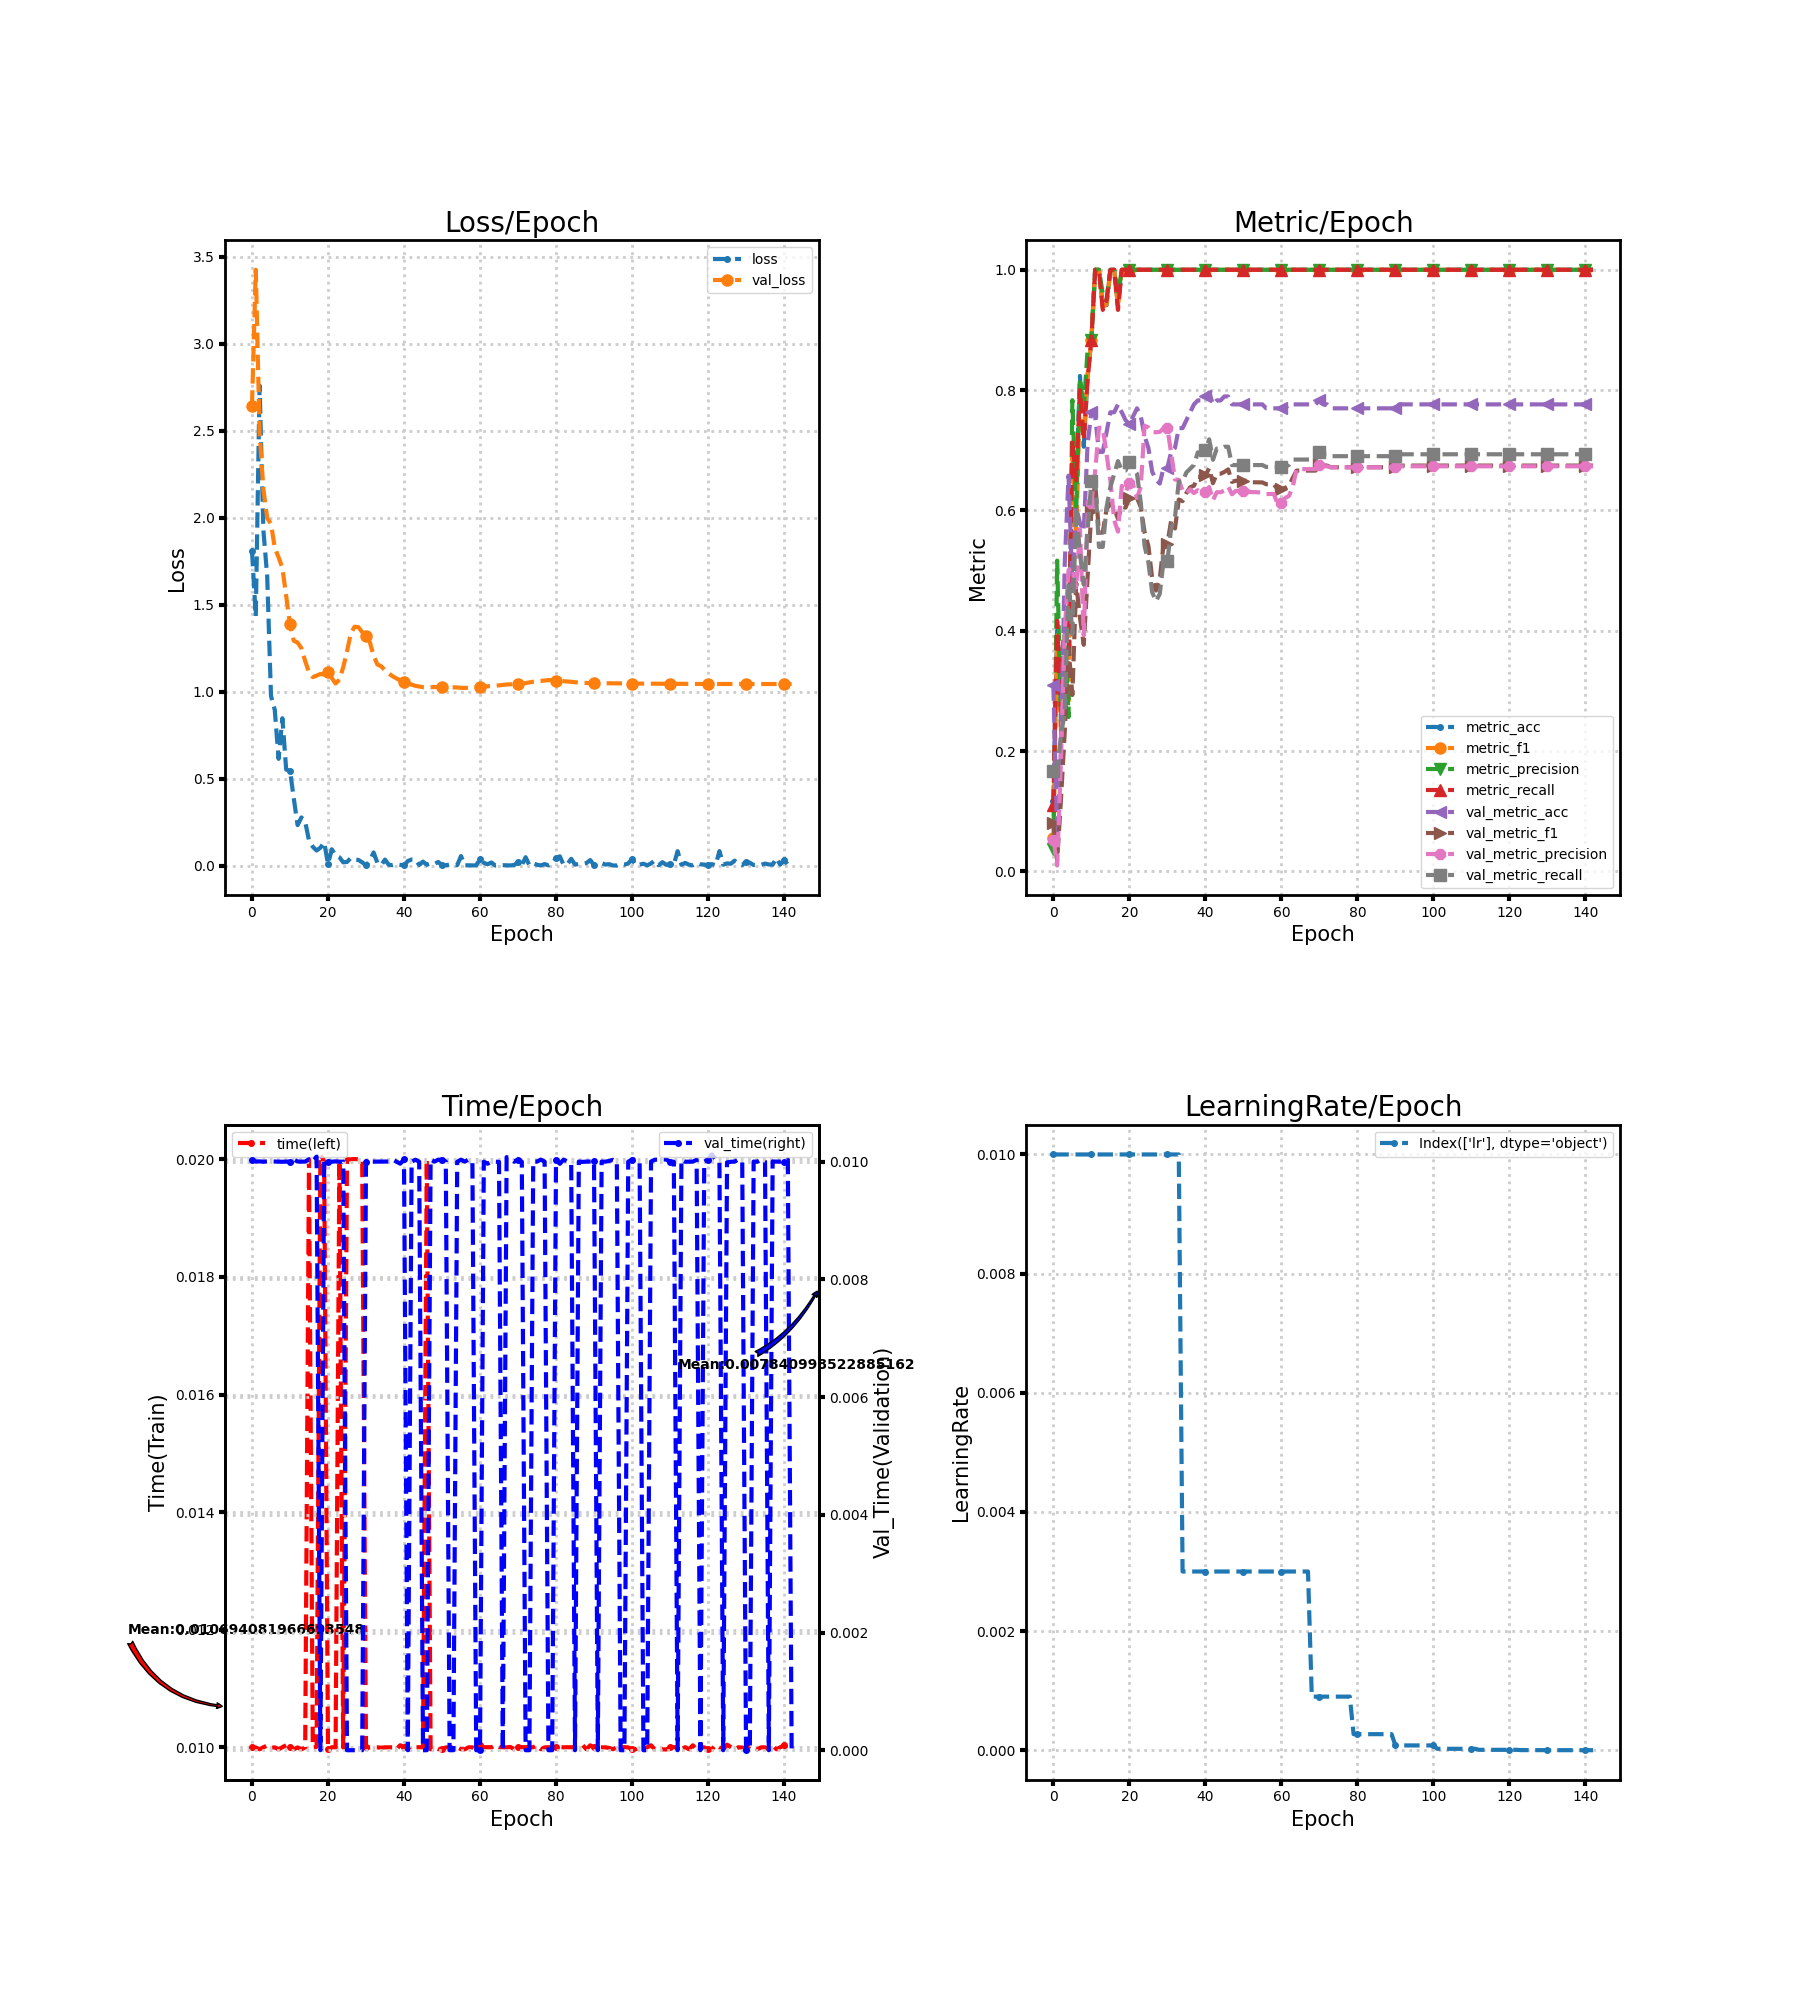 Loss/Epoch
3.5
3.0
2.5
2.0
1.5
1.0
0.5
0.0
Loss
loss
val_loss
0 20 40 60 80 100 120 140
Epoch
Metric/Epoch
1.0
0.8
0.6
0.4
0.2
0.0
Metric
metric_acc
metric_f1
metric_precision
metric_recall
val_metric_acc
val_metric_f1
val_metric_precision
val_metric_recall
0 20 40 60 80 100 120 140
Epoch
Time/Epoch
time(left)
val_time(right)
0.020
0.018
0.016
0.014
0.010
Time(Train)
0.010
0.008
0.006
0.004
0.002
0.000
Val_Time(Validation)
0 20 40 60 80 100 120 140
Epoch
LearningRate/Epoch
Index(['lr'], dtype='object')
0.010
0.008
0.006
0.004
0.002
0.000
LearningRate
0 20 40 60 80 100 120 140
Epoch